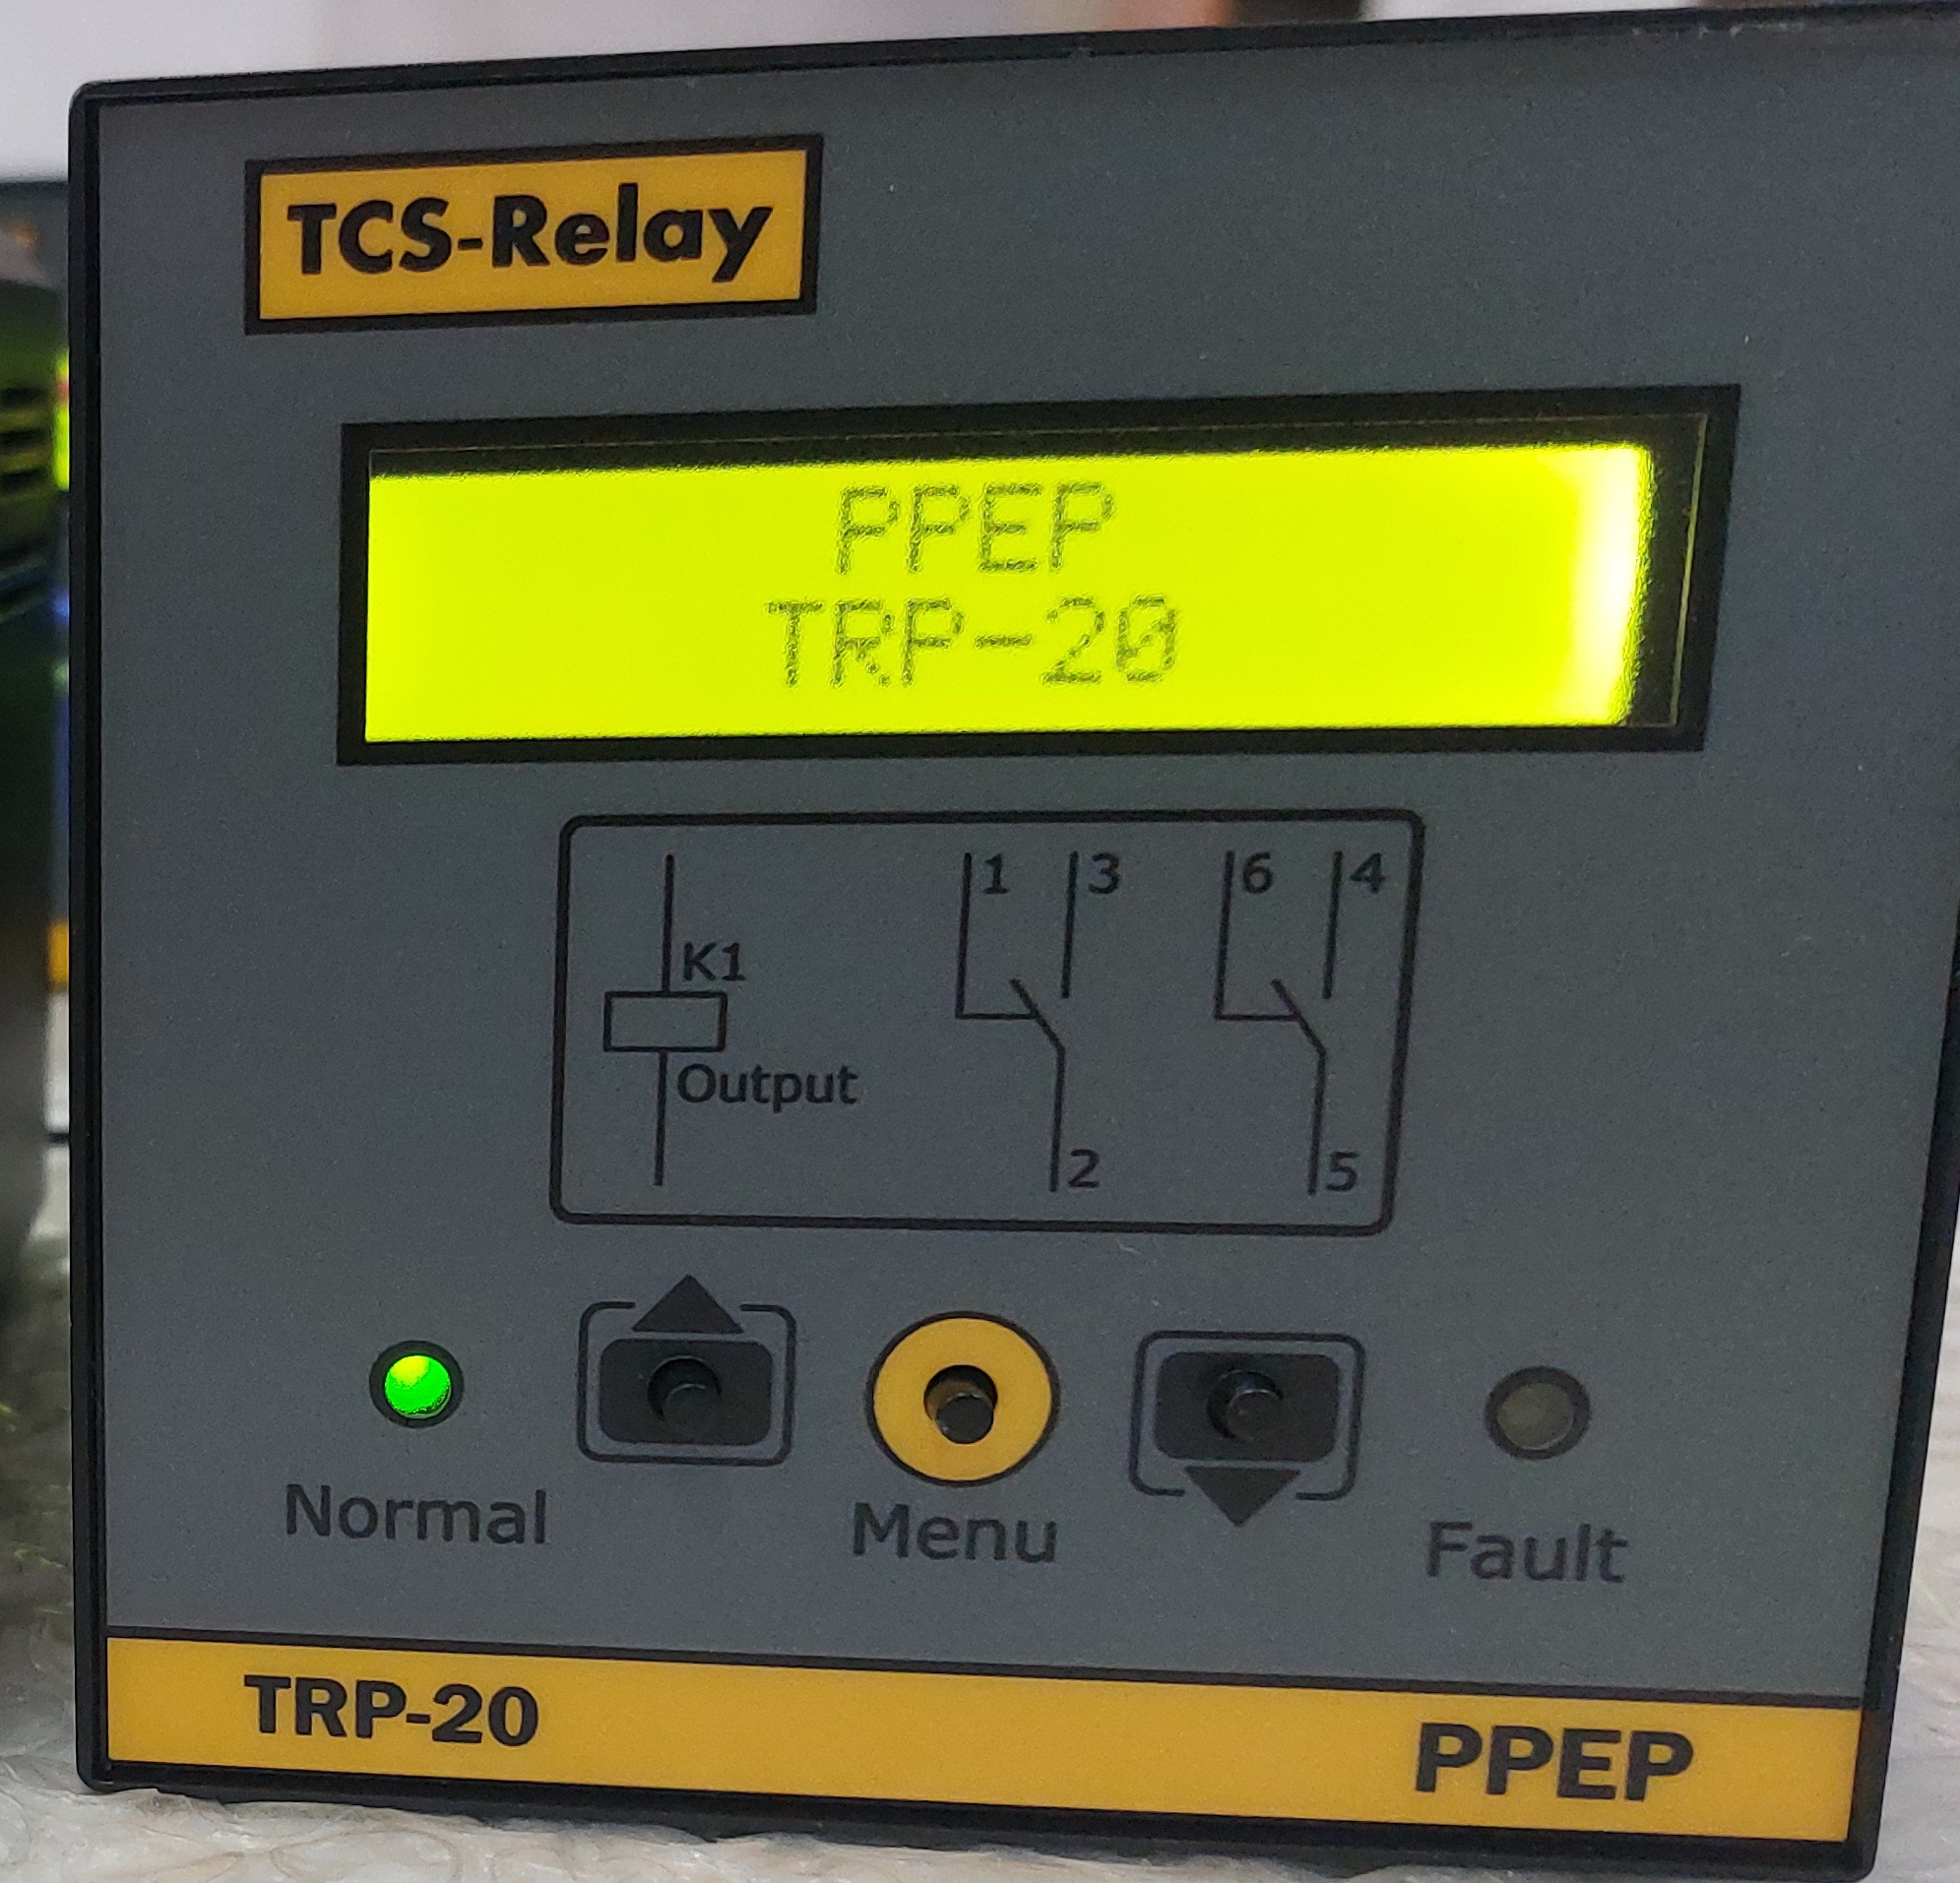 TCS-Relay
PPEP
TRP-20
1 3 6 4
K1
Output
2 5
Normal
Menu
Fault
TRP-20
PPEP